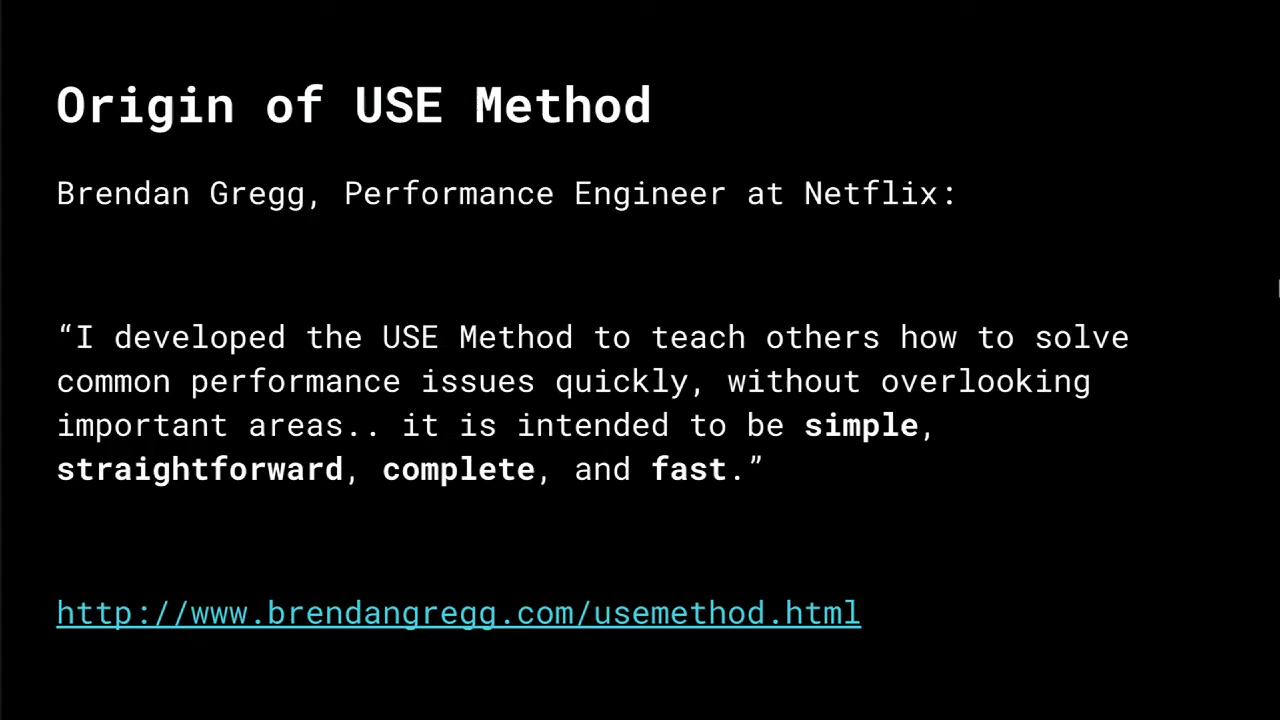 Origin of USE Method
Brendan Gregg, Performance Engineer at Netflix:
“I developed the USE Method to teach others how to solve
common performance issues quickly, without overlooking
important areas.. it is intended to be simple,
straightforward, complete, and fast.”
http://www.brendangregg.com/usemethod.html